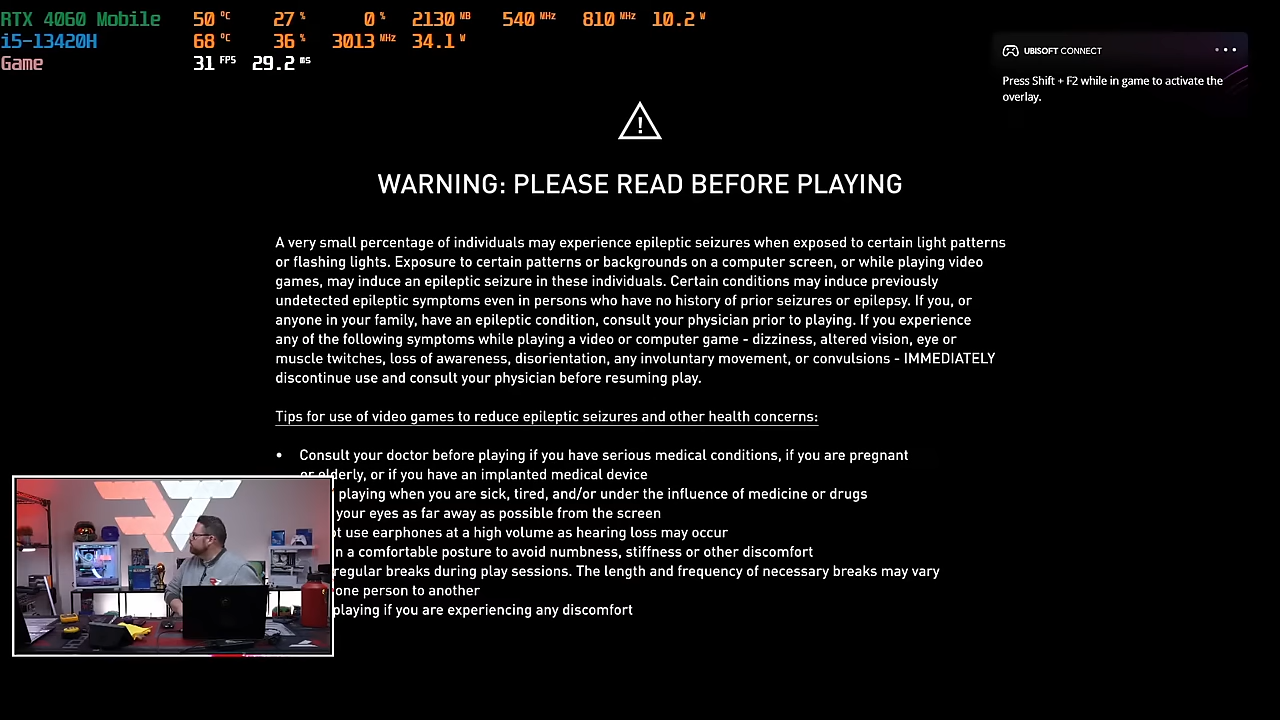 RTX 4060 Mobile 50 °C 27 % 0 % 2130 MB 540 MHz 810 MHz 10.2 W
i5-13420H 68 °C 36 % 3013 MHz 34.1 W
Game 31 FPS 29.2 ms
UBISOFT CONNECT
Press Shift + F2 while in game to activate the
overlay.
WARNING: PLEASE READ BEFORE PLAYING
A very small percentage of individuals may experience epileptic seizures when exposed to certain light patterns
or flashing lights. Exposure to certain patterns or backgrounds on a computer screen, or while playing video
games, may induce an epileptic seizure in these individuals. Certain conditions may induce previously
undetected epileptic symptoms even in persons who have no history of prior seizures or epilepsy. If you, or
anyone in your family, have an epileptic condition, consult your physician prior to playing. If you experience
any of the following symptoms while playing a video or computer game - dizziness, altered vision, eye or
muscle twitches, loss of awareness, disorientation, any involuntary movement, or convulsions - IMMEDIATELY
discontinue use and consult your physician before resuming play.
Tips for use of video games to reduce epileptic seizures and other health concerns:
• Consult your doctor before playing if you have serious medical conditions, if you are pregnant
or elderly, or if you have an implanted medical device
playing when you are sick, tired, and/or under the influence of medicine or drugs
your eyes as far away as possible from the screen
use earphones at a high volume as hearing loss may occur
a comfortable posture to avoid numbness, stiffness or other discomfort
regular breaks during play sessions. The length and frequency of necessary breaks may vary
one person to another
playing if you are experiencing any discomfort
RT